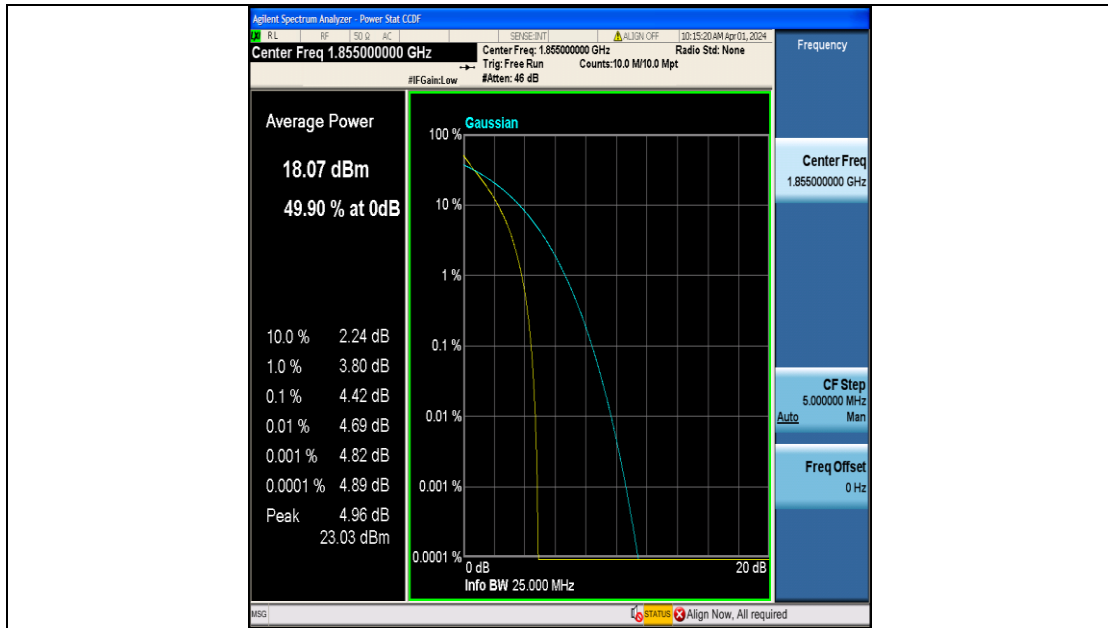 Agilent Spectrum Analyzer - Power Stat CCDF
RL RF 50 Ω AC SENSE:INT ALIGN OFF 10:15:20 AM Apr 01, 2024
Center Freq 1.855000000 GHz
Center Freq: 1.855000000 GHz Radio Std: None
Trig: Free Run Counts:10.0 M/10.0 Mpt
#IFGain:Low #Atten: 46 dB
Frequency
Average Power
18.07 dBm
49.90 % at 0dB
10.0 % 2.24 dB
1.0 % 3.80 dB
0.1 % 4.42 dB
0.01 % 4.69 dB
0.001 % 4.82 dB
0.0001 % 4.89 dB
Peak 4.96 dB
23.03 dBm
Gaussian
100 %
10 %
1 %
0.1 %
0.01 %
0.001 %
0.0001 %
0 dB 20 dB
Info BW 25.000 MHz
Center Freq
1.855000000 GHz
CF Step
5.000000 MHz
Auto Man
Freq Offset
0 Hz
MSG STATUS Align Now, All required